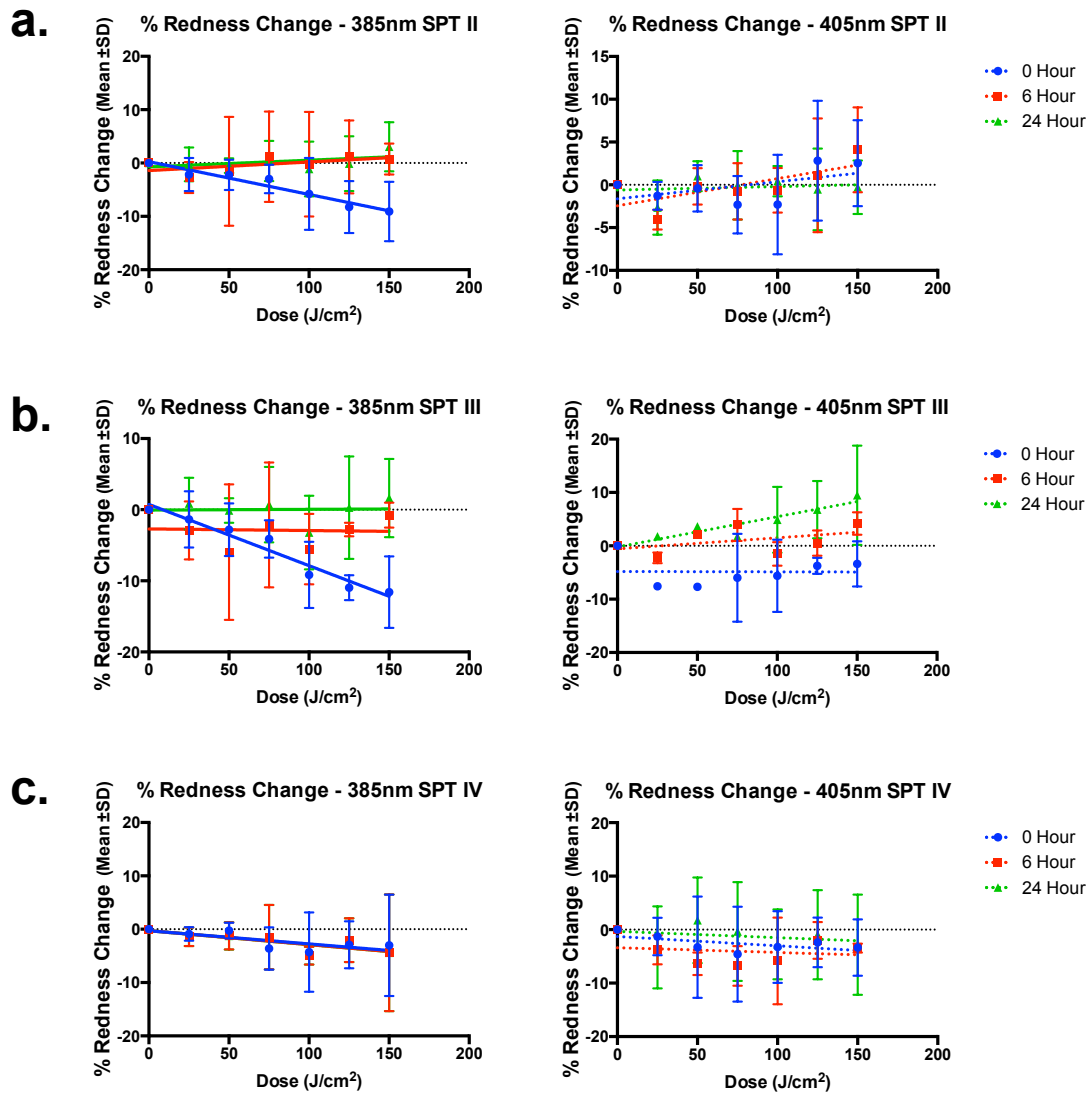 a.
% Redness Change - 385nm SPT II
% Redness Change (Mean ±SD)
20
10
0
-10
-20
0 50 100 150 200
Dose (J/cm²)
% Redness Change - 405nm SPT II
% Redness Change (Mean ±SD)
15
10
5
0
-5
-10
0 50 100 150 200
Dose (J/cm²)
0 Hour
6 Hour
24 Hour
b.
% Redness Change - 385nm SPT III
% Redness Change (Mean ±SD)
10
0
-10
-20
0 50 100 150 200
Dose (J/cm²)
% Redness Change - 405nm SPT III
% Redness Change (Mean ±SD)
20
10
0
-10
-20
0 50 100 150 200
Dose (J/cm²)
0 Hour
6 Hour
24 Hour
c.
% Redness Change - 385nm SPT IV
% Redness Change (Mean ±SD)
20
10
0
-10
-20
0 50 100 150 200
Dose (J/cm²)
% Redness Change - 405nm SPT IV
% Redness Change (Mean ±SD)
20
10
0
-10
-20
0 50 100 150 200
Dose (J/cm²)
0 Hour
6 Hour
24 Hour